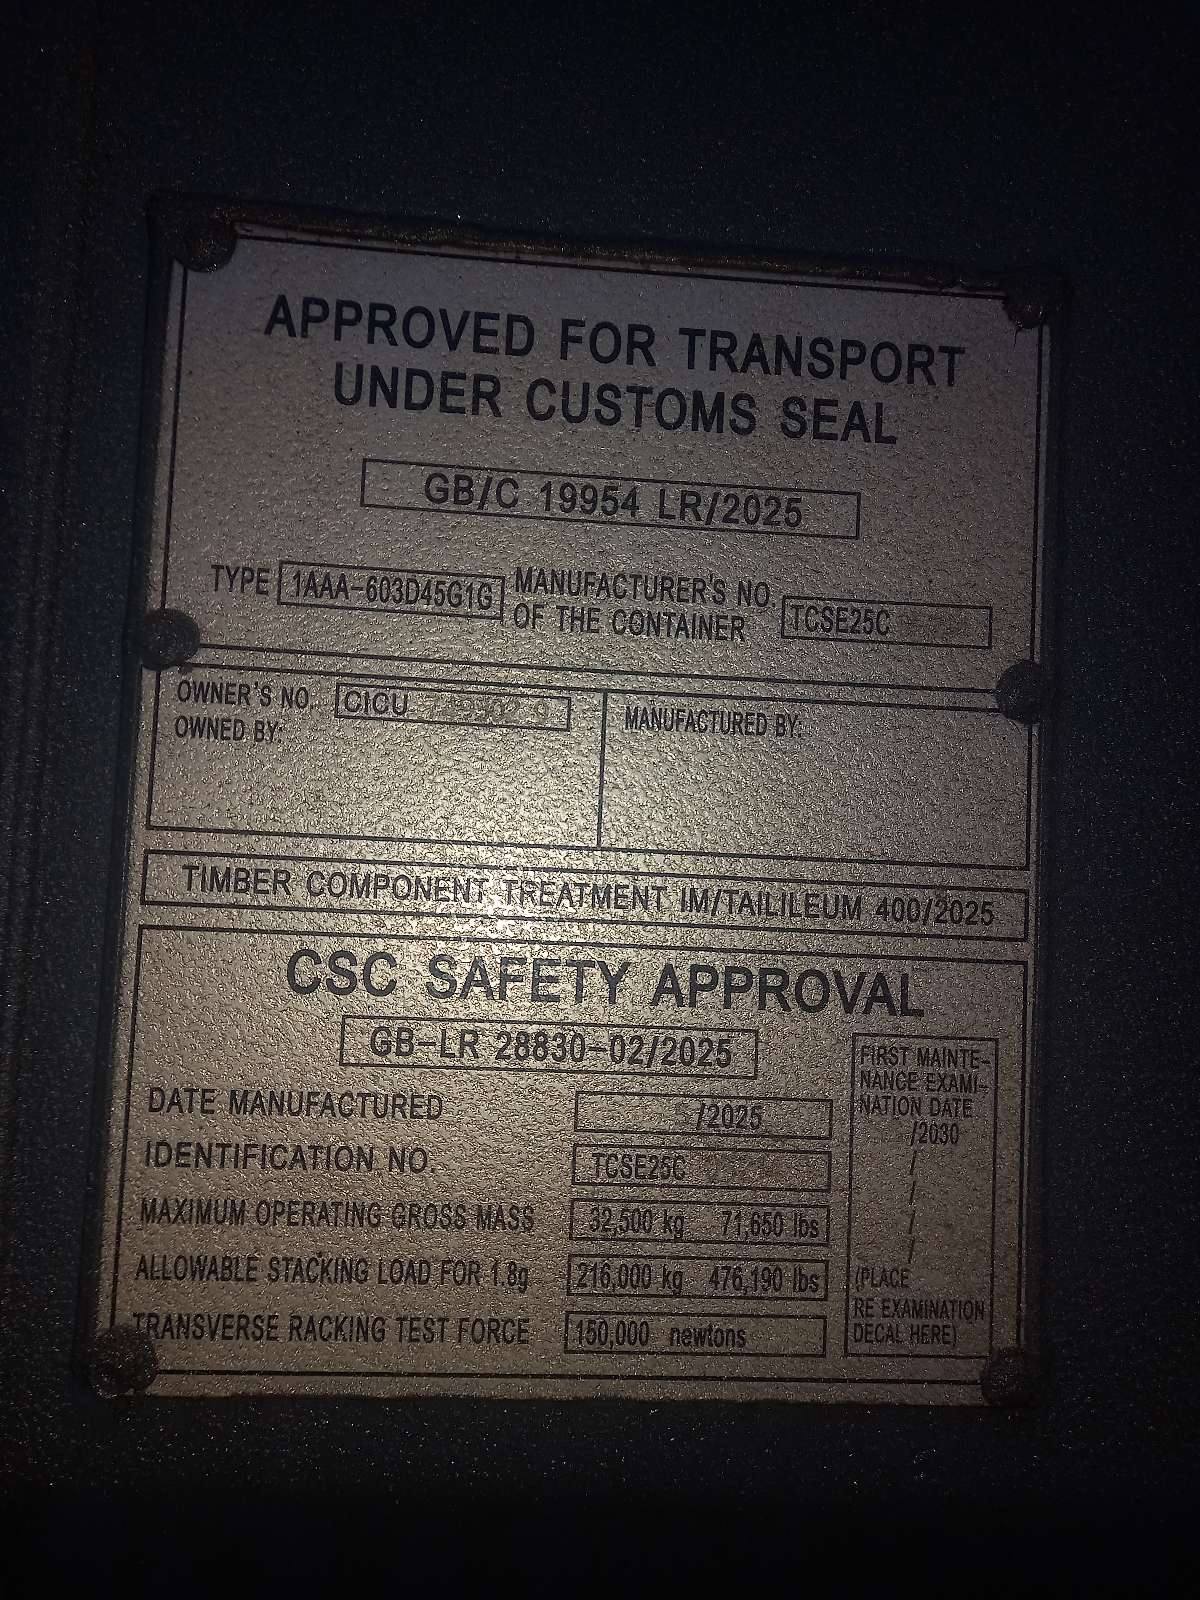 APPROVED FOR TRANSPORT
UNDER CUSTOMS SEAL
GB/C 19954 LR/2025
TYPE 1AAA-603D45G1G MANUFACTURER'S NO.
OF THE CONTAINER TCSE25C
OWNER'S NO. CICU
OWNED BY:
MANUFACTURED BY:
TIMBER COMPONENT TREATMENT IM/TAILILEUM 400/2025
CSC SAFETY APPROVAL
GB-LR 28830-02/2025
DATE MANUFACTURED /2025
IDENTIFICATION NO. TCSE25C
MAXIMUM OPERATING GROSS MASS 32,500 kg 71,650 lbs
ALLOWABLE STACKING LOAD FOR 1.8g 216,000 kg 476,190 lbs
TRANSVERSE RACKING TEST FORCE 150,000 newtons
FIRST MAINTE-
NANCE EXAMI-
NATION DATE
/2030
/
/
/
/
(PLACE
RE EXAMINATION
DECAL HERE)